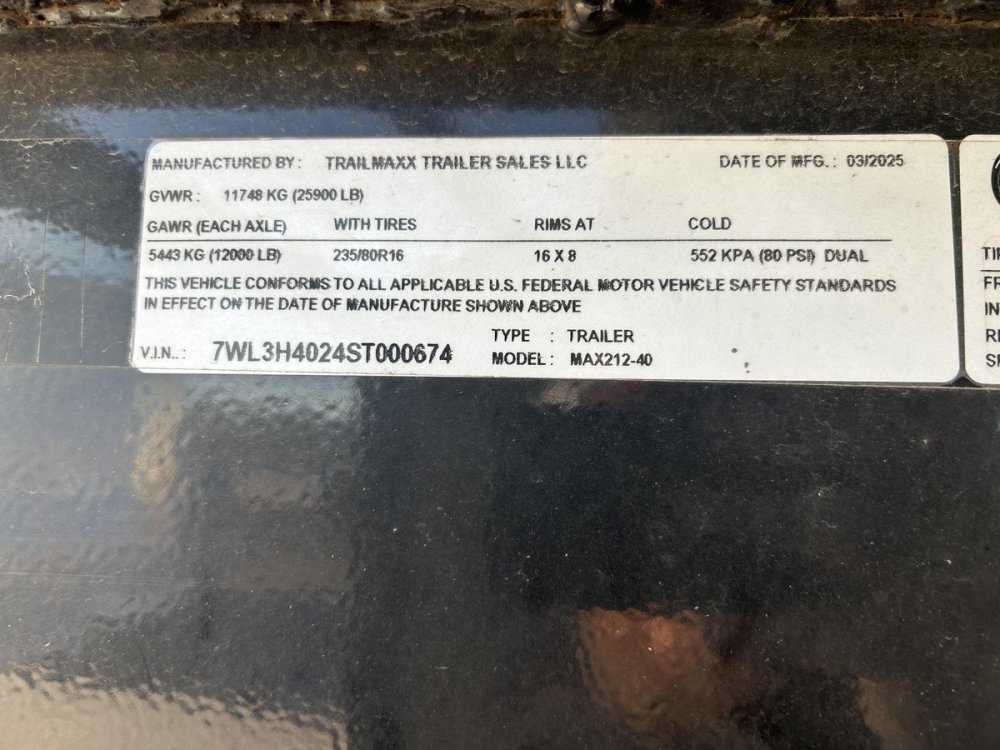 MANUFACTURED BY: TRAILMAXX TRAILER SALES LLC DATE OF MFG.: 03/2025
GVWR: 11748 KG (25900 LB)
GAWR (EACH AXLE) WITH TIRES RIMS AT COLD
5443 KG (12000 LB) 235/80R16 16 X 8 552 KPA (80 PSI) DUAL
THIS VEHICLE CONFORMS TO ALL APPLICABLE U.S. FEDERAL MOTOR VEHICLE SAFETY STANDARDS
IN EFFECT ON THE DATE OF MANUFACTURE SHOWN ABOVE
V.I.N..: 7WL3H4024ST000674
TYPE : TRAILER
MODEL: MAX212-40